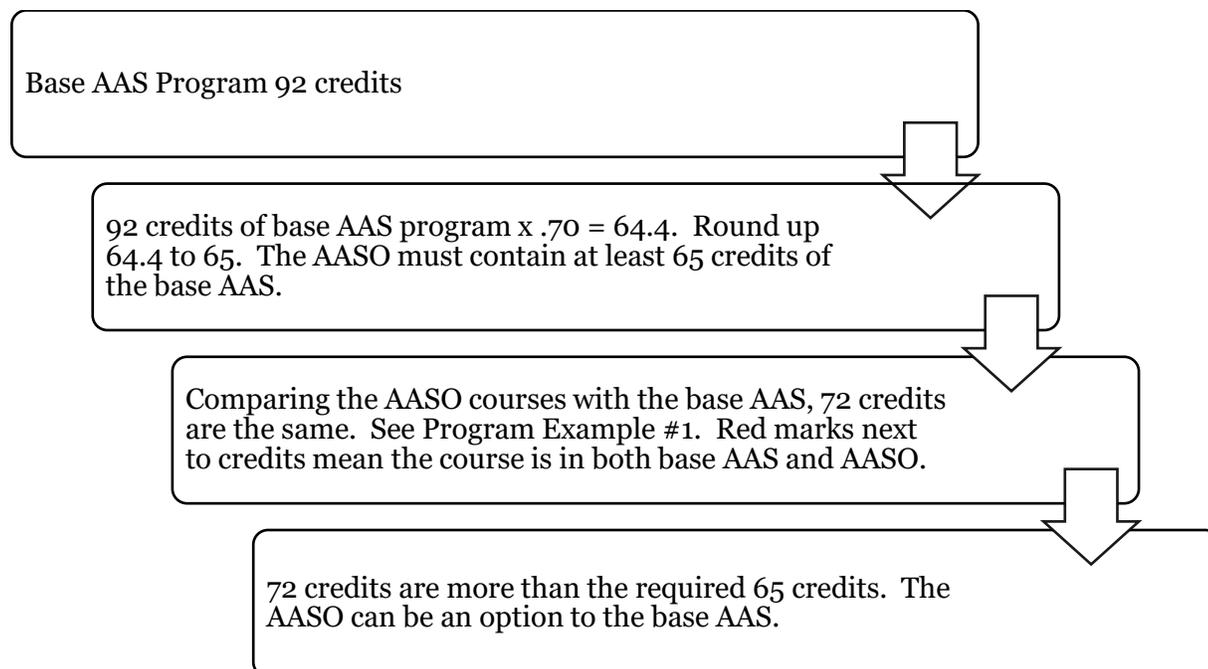 Base AAS Program 92 credits
92 credits of base AAS program x .70 = 64.4.  Round up
64.4 to 65.  The AASO must contain at least 65 credits of
the base AAS.
Comparing the AASO courses with the base AAS, 72 credits
are the same.  See Program Example #1.  Red marks next
to credits mean the course is in both base AAS and AASO.
72 credits are more than the required 65 credits.  The
AASO can be an option to the base AAS.